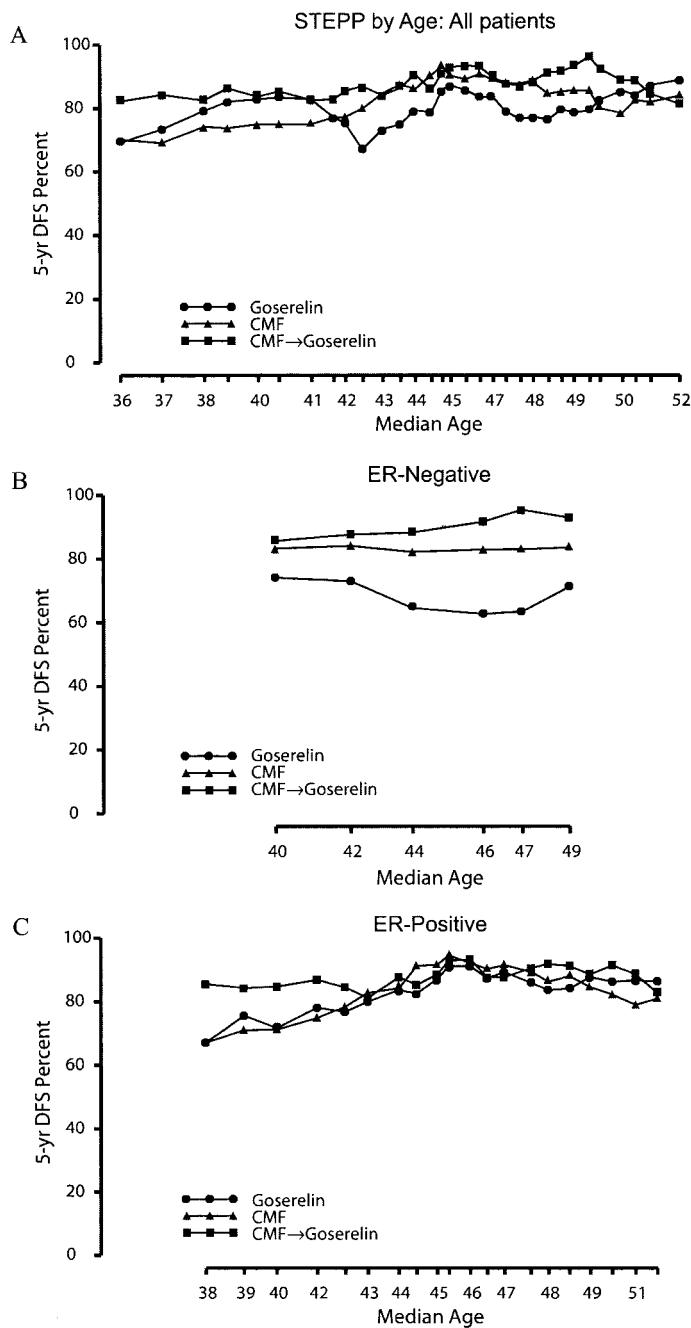 A
STEPP by Age: All patients
100
80
60
40
20
0
5-yr DFS Percent
Goserelin
CMF
CMF→Goserelin
36 37 38 40 41 42 43 44 45 47 48 49 50 52
Median Age
B
ER-Negative
100
80
60
40
20
0
5-yr DFS Percent
Goserelin
CMF
CMF→Goserelin
40 42 44 46 47 49
Median Age
C
ER-Positive
100
80
60
40
20
0
5-yr DFS Percent
Goserelin
CMF
CMF→Goserelin
38 39 40 42 43 44 45 46 47 48 49 51
Median Age